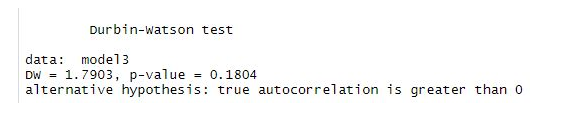 Durbin-Watson test
data:  model3
DW = 1.7903, p-value = 0.1804
alternative hypothesis: true autocorrelation is greater than 0